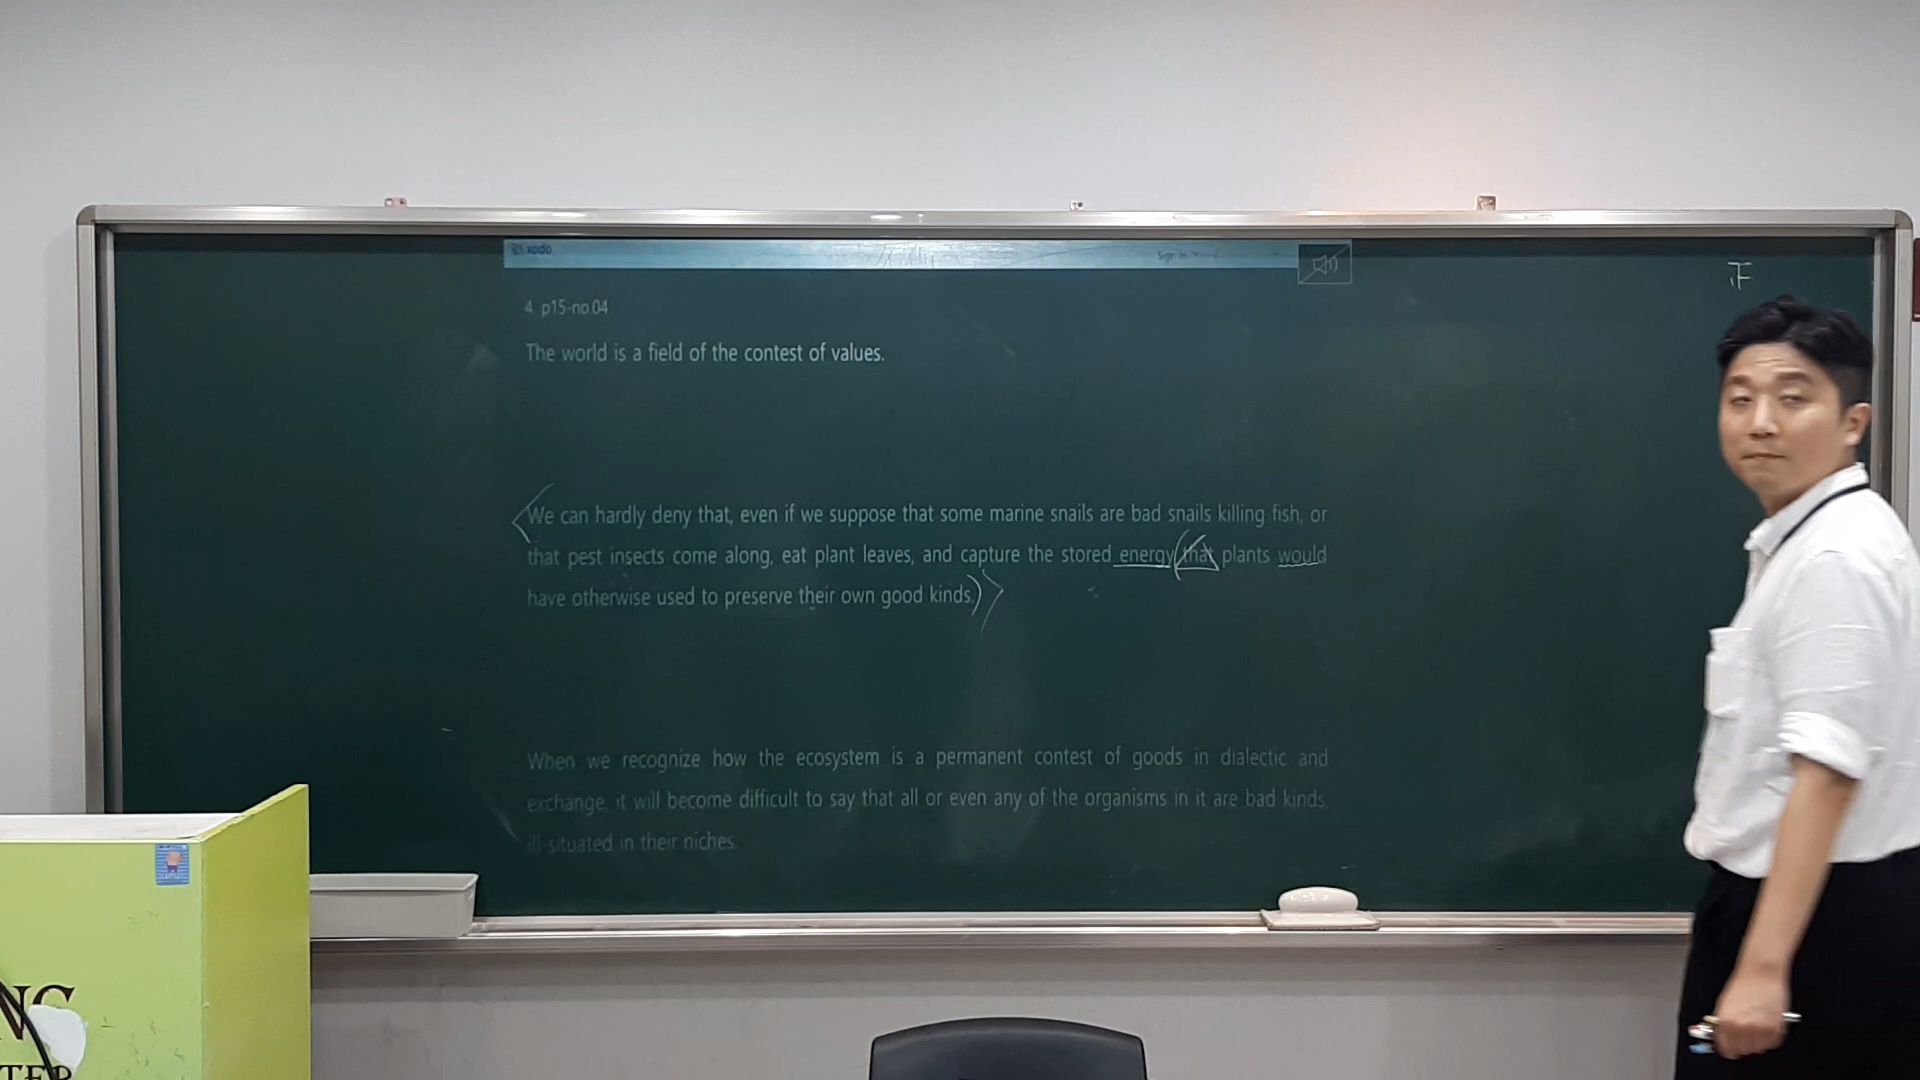 xodo
4. p15-no.04
The world is a field of the contest of values.
We can hardly deny that, even if we suppose that some marine snails are bad snails killing fish, or
that pest insects come along, eat plant leaves, and capture the stored energy that plants would
have otherwise used to preserve their own good kinds.
When we recognize how the ecosystem is a permanent contest of goods in dialectic and
exchange, it will become difficult to say that all or even any of the organisms in it are bad kinds,
ill-situated in their niches.
NG
TER